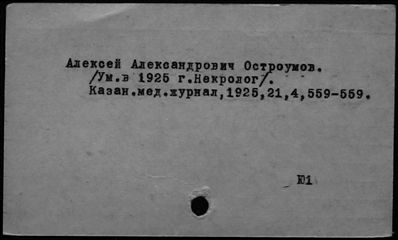 Алексей Александрович Остроумов.
/Ум.в 1925 г.Некролог/.
Казан.мед.журнал,1925,21,4,559-559.
Ю1